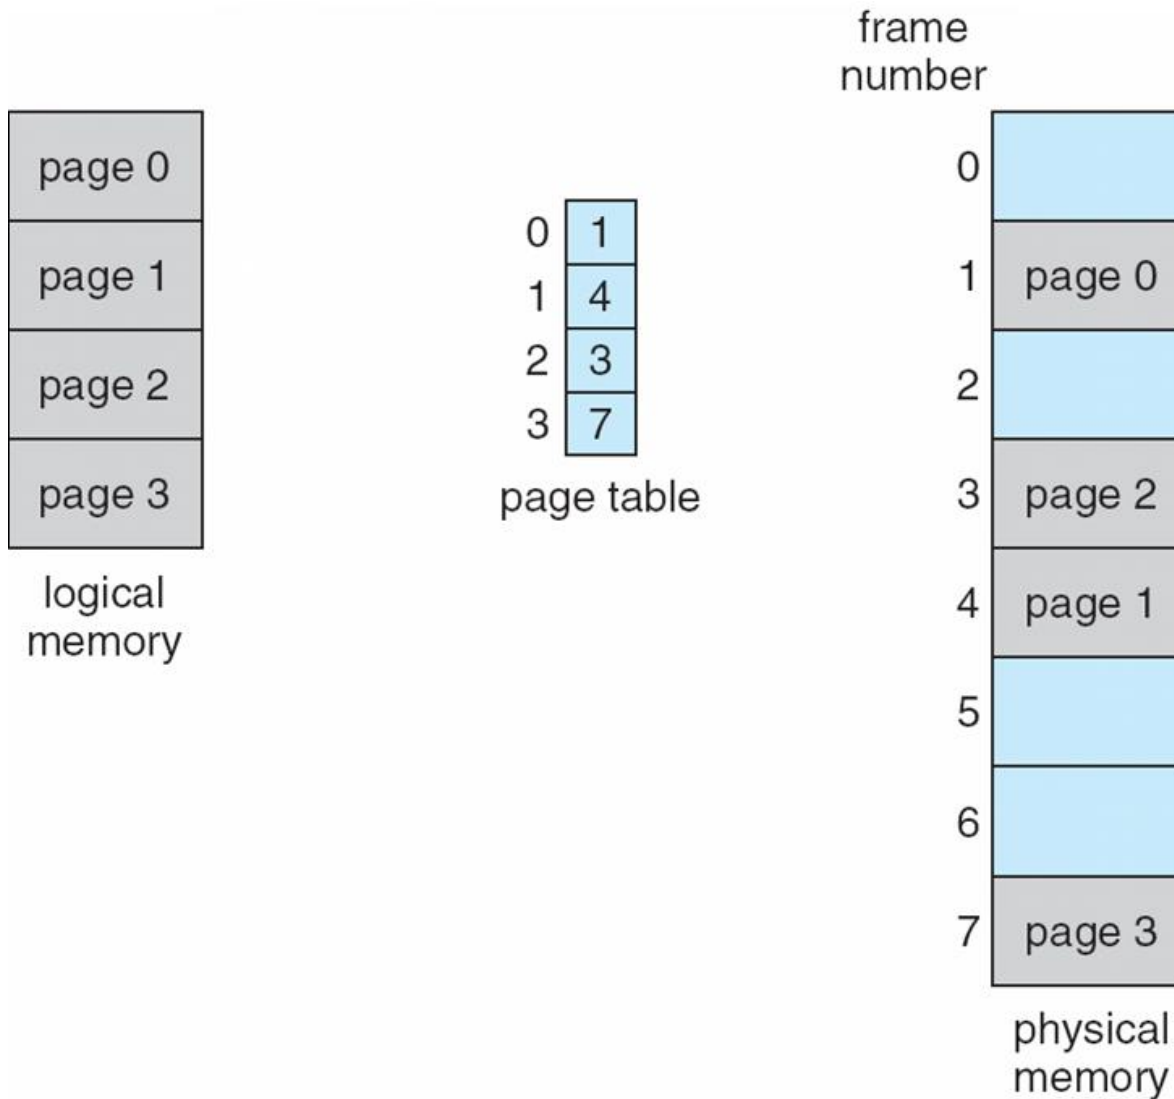 page 0
page 1
page 2
page 3
logical
memory
0 1
1 4
2 3
3 7
page table
frame
number
0
1 page 0
2
3 page 2
4 page 1
5
6
7 page 3
physical
memory